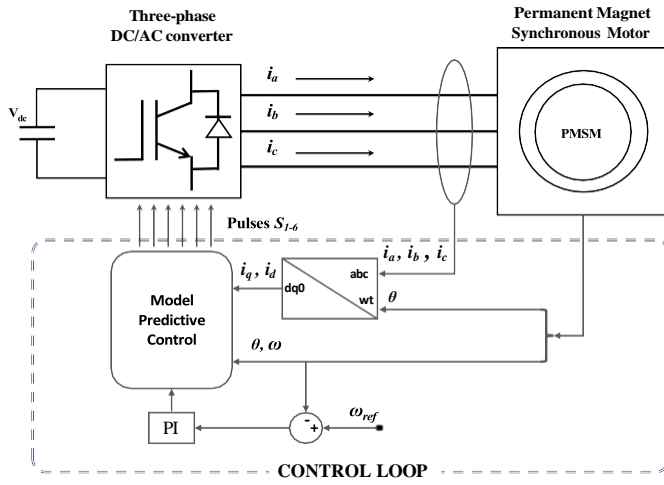 Three-phase
DC/AC converter
Permanent Magnet
Synchronous Motor
V_dc
i_a
i_b
i_c
PMSM
Pulses S_1-6
i_a, i_b , i_c
i_q, i_d
abc
dq0
wt
θ
Model
Predictive
Control
θ, ω
- +
ω_ref
PI
CONTROL LOOP